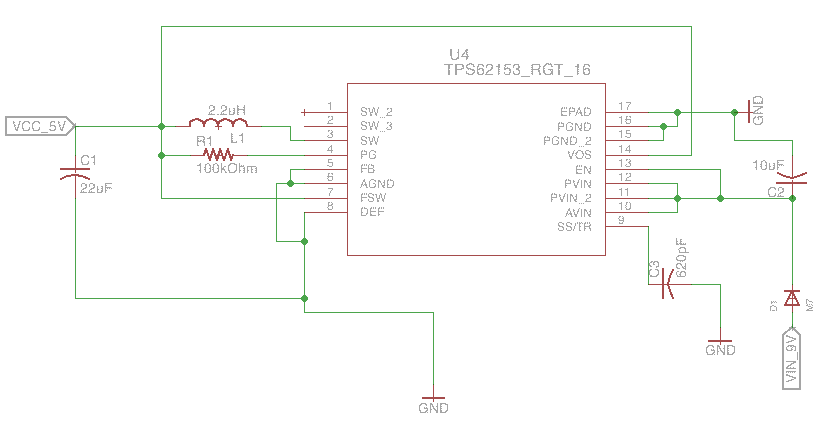 U4
TPS62153_RGT_16
VCC_5V
2.2uH
L1
R1
100kOhm
C1
22uF
1 SW_2
2 SW_3
3 SW
4 PG
5 FB
6 AGND
7 FSW
8 DEF
EPAD 17
PGND 16
PGND_2 15
VOS 14
EN 13
PVIN 12
PVIN_2 11
AVIN 10
SS/TR 9
GND
10uF
C2
C3
620pF
GND
D1
M7
VIN_9V
GND